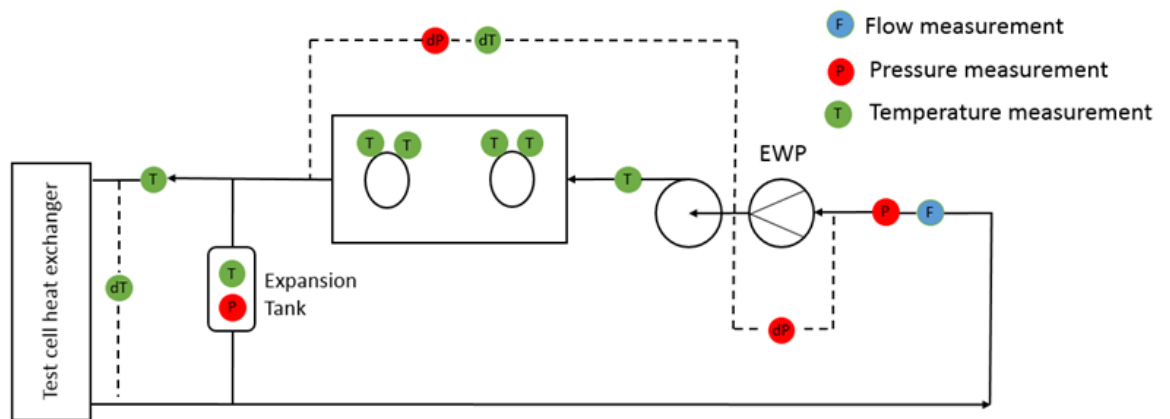 dP dT
F Flow measurement
P Pressure measurement
T Temperature measurement
T T T T
EWP
T T P F
Test cell heat exchanger
dT
T Expansion
P Tank
dP